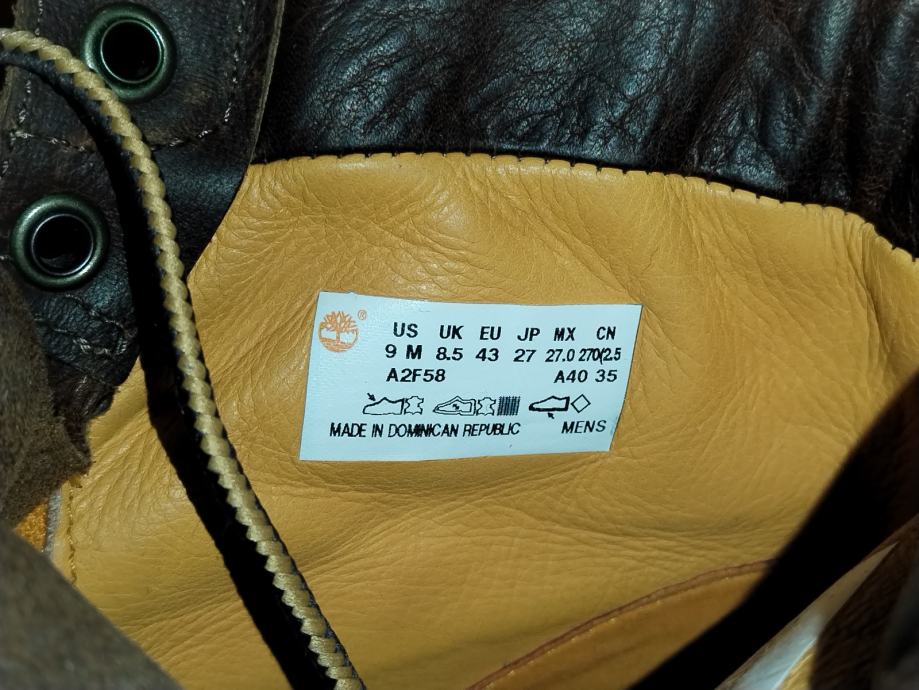 ®
US UK EU JP MX CN
9 M 8.5 43 27 27.0 270(2.5
A2F58 A40 35
MADE IN DOMINICAN REPUBLIC MENS